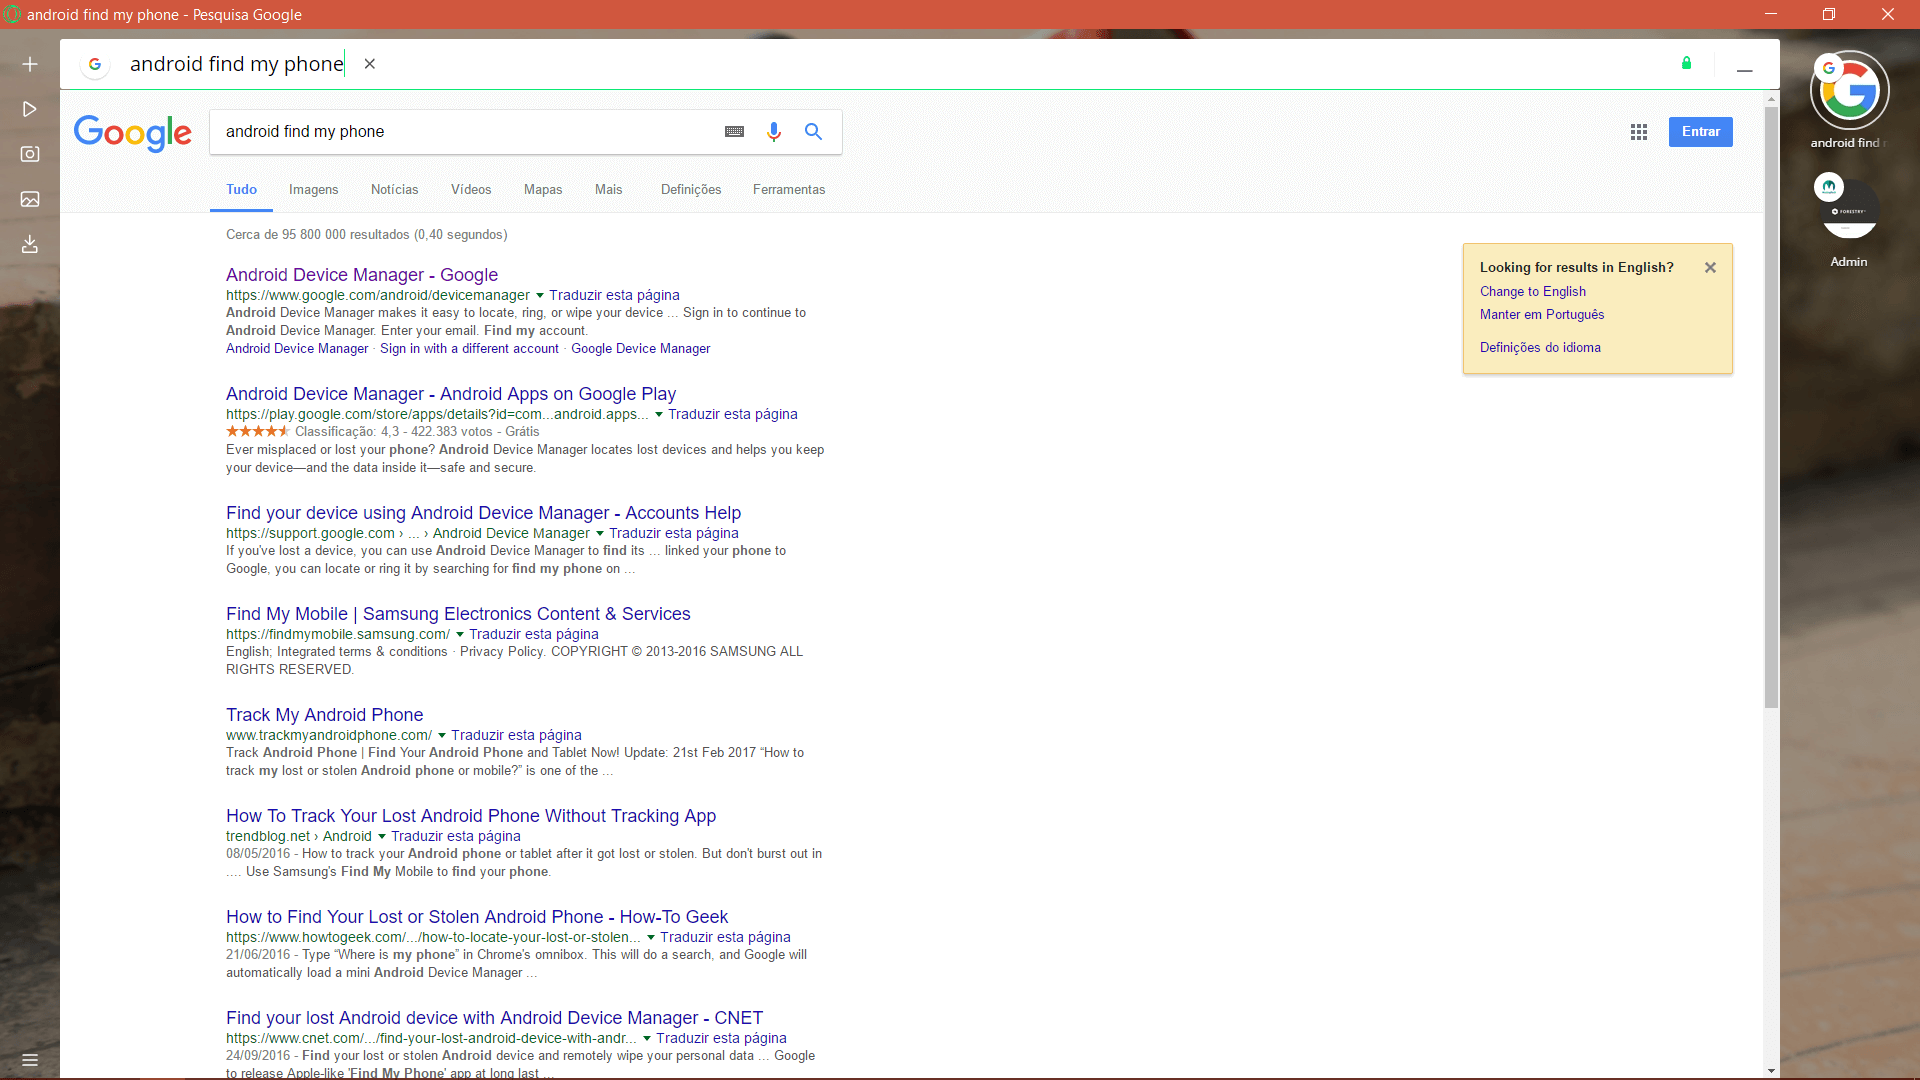 android find my phone - Pesquisa Google
android find my phone
Google
android find my phone
Entrar
Tudo Imagens Notícias Vídeos Mapas Mais Definições Ferramentas
Cerca de 95 800 000 resultados (0,40 segundos)
Android Device Manager - Google
https://www.google.com/android/devicemanager Traduzir esta página
Android Device Manager makes it easy to locate, ring, or wipe your device ... Sign in to continue to
Android Device Manager. Enter your email. Find my account.
Android Device Manager · Sign in with a different account · Google Device Manager
Android Device Manager - Android Apps on Google Play
https://play.google.com/store/apps/details?id=com...android.apps... Traduzir esta página
Classificação: 4,3 - 422.383 votos - Grátis
Ever misplaced or lost your phone? Android Device Manager locates lost devices and helps you keep
your device—and the data inside it—safe and secure.
Find your device using Android Device Manager - Accounts Help
https://support.google.com › ... › Android Device Manager Traduzir esta página
If you've lost a device, you can use Android Device Manager to find its ... linked your phone to
Google, you can locate or ring it by searching for find my phone on ...
Find My Mobile | Samsung Electronics Content & Services
https://findmymobile.samsung.com/ Traduzir esta página
English; Integrated terms & conditions · Privacy Policy. COPYRIGHT © 2013-2016 SAMSUNG ALL
RIGHTS RESERVED.
Track My Android Phone
www.trackmyandroidphone.com/ Traduzir esta página
Track Android Phone | Find Your Android Phone and Tablet Now! Update: 21st Feb 2017 “How to
track my lost or stolen Android phone or mobile?” is one of the ...
How To Track Your Lost Android Phone Without Tracking App
trendblog.net › Android Traduzir esta página
08/05/2016 - How to track your Android phone or tablet after it got lost or stolen. But don't burst out in
.... Use Samsung's Find My Mobile to find your phone.
How to Find Your Lost or Stolen Android Phone - How-To Geek
https://www.howtogeek.com/.../how-to-locate-your-lost-or-stolen... Traduzir esta página
21/06/2016 - Type “Where is my phone” in Chrome's omnibox. This will do a search, and Google will
automatically load a mini Android Device Manager ...
Find your lost Android device with Android Device Manager - CNET
https://www.cnet.com/.../find-your-lost-android-device-with-andr... Traduzir esta página
24/09/2016 - Find your lost or stolen Android device and remotely wipe your personal data ... Google
to release Apple-like 'Find My Phone' app at long last ...
Looking for results in English?
Change to English
Manter em Português
Definições do idioma
android find
FORESTRY
Admin